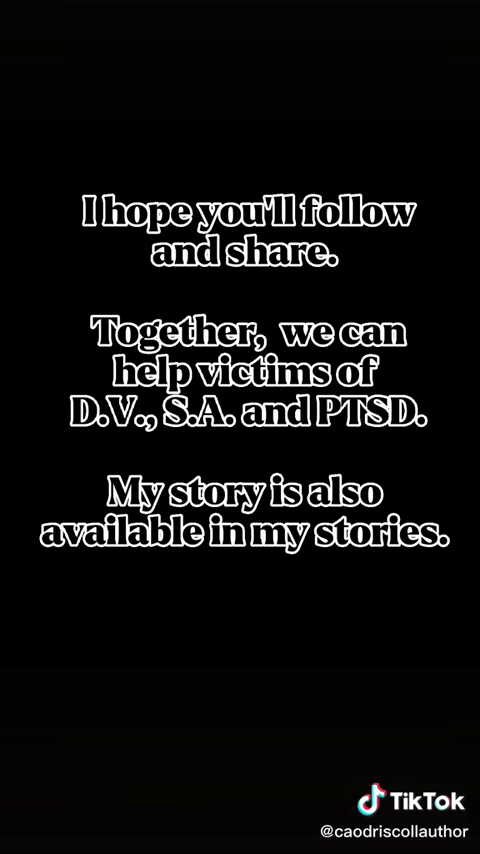 I hope you'll follow
and share.
Together, we can
help victims of
D.V., S.A. and PTSD.
My story is also
available in my stories.
TikTok
@caodriscollauthor